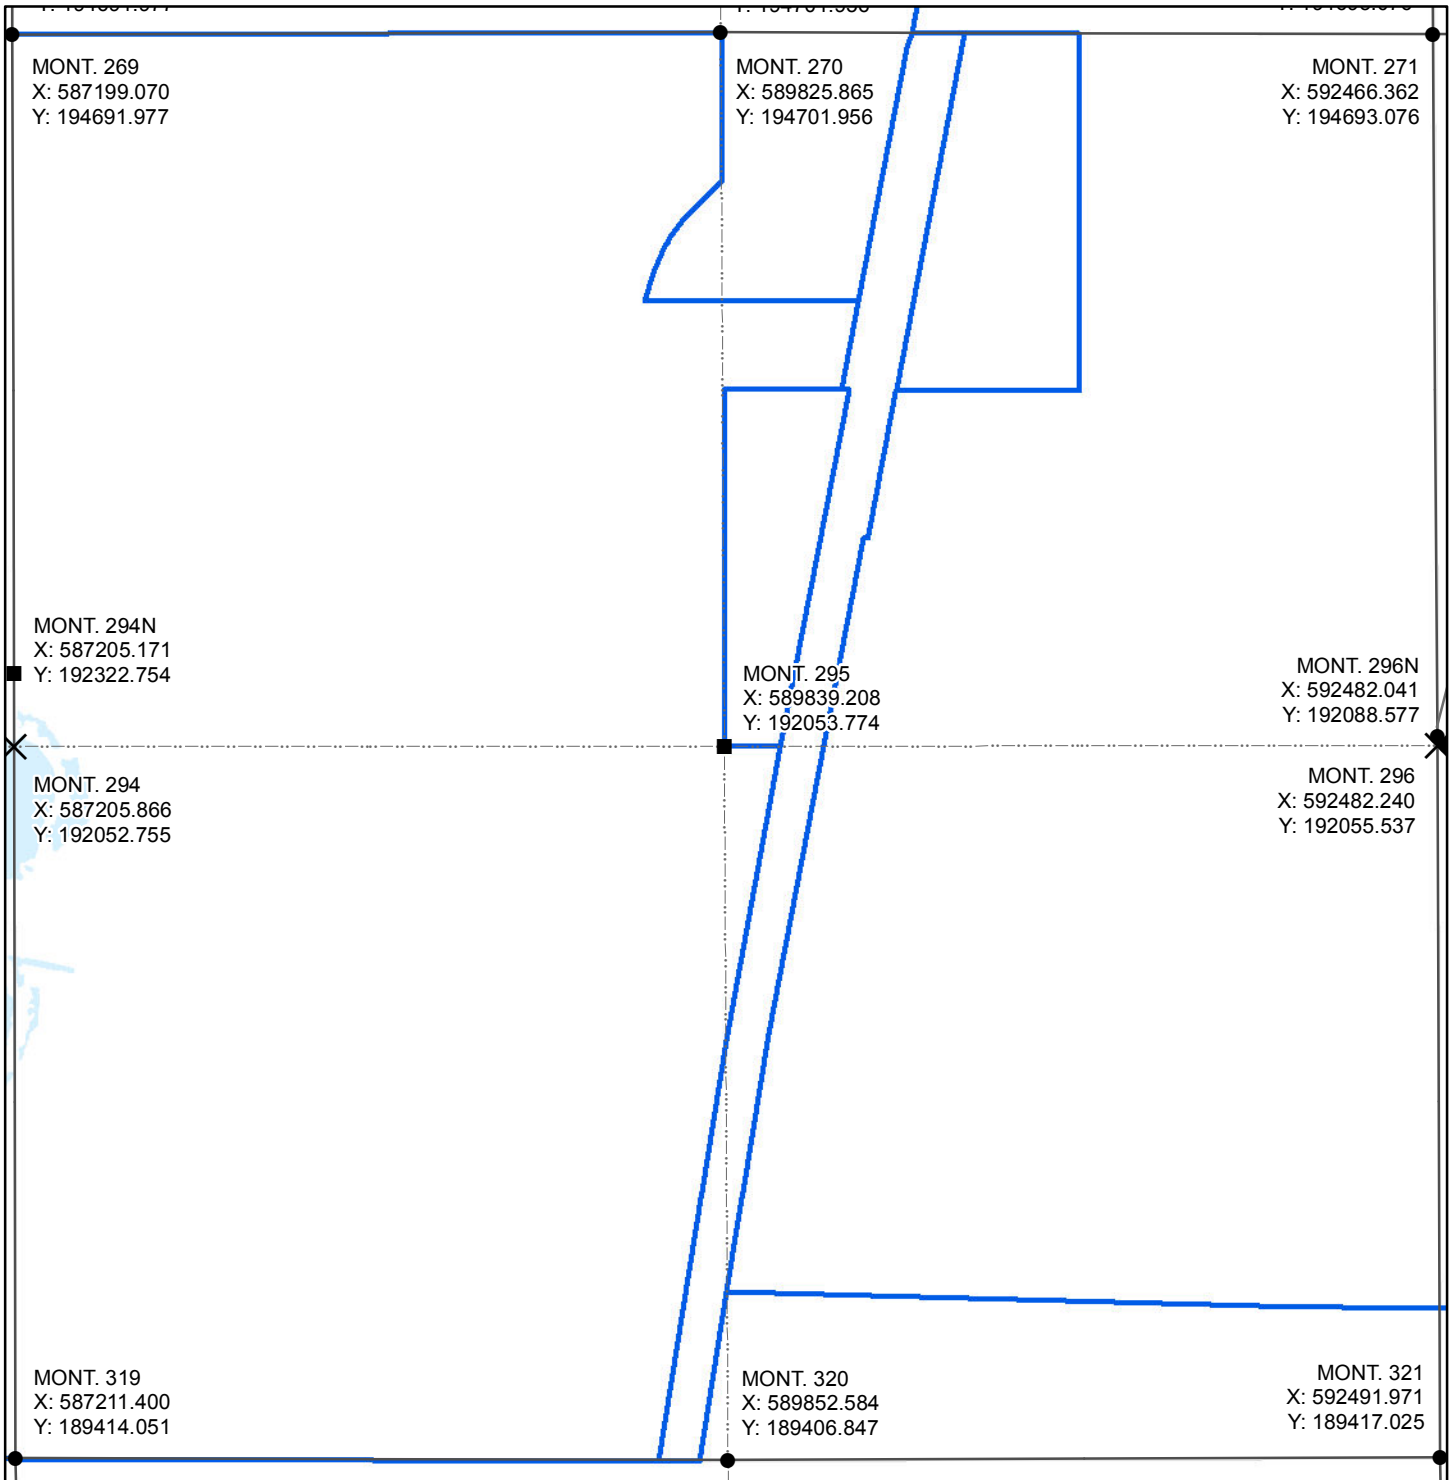 MONT. 269
X: 587199.070
Y: 194691.977
MONT. 270
X: 589825.865
Y: 194701.956
MONT. 271
X: 592466.362
Y: 194693.076
MONT. 294N
X: 587205.171
Y: 192322.754
MONT. 295
X: 589839.208
Y: 192053.774
MONT. 296N
X: 592482.041
Y: 192088.577
MONT. 294
X: 587205.866
Y: 192052.755
MONT. 296
X: 592482.240
Y: 192055.537
MONT. 319
X: 587211.400
Y: 189414.051
MONT. 320
X: 589852.584
Y: 189406.847
MONT. 321
X: 592491.971
Y: 189417.025